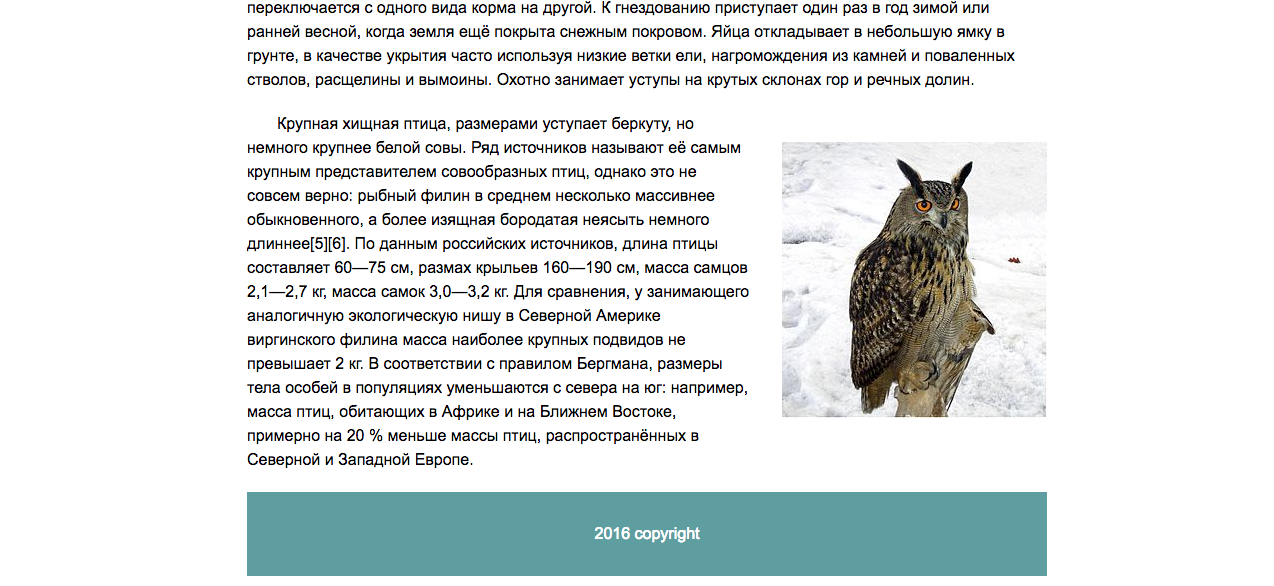 переключается с одного вида корма на другой. К гнездованию приступает один раз в год зимой или
ранней весной, когда земля ещё покрыта снежным покровом. Яйца откладывает в небольшую ямку в
грунте, в качестве укрытия часто используя низкие ветки ели, нагромождения из камней и поваленных
стволов, расщелины и вымоины. Охотно занимает уступы на крутых склонах гор и речных долин.
Крупная хищная птица, размерами уступает беркуту, но
немного крупнее белой совы. Ряд источников называют её самым
крупным представителем совообразных птиц, однако это не
совсем верно: рыбный филин в среднем несколько массивнее
обыкновенного, а более изящная бородатая неясыть немного
длиннее[5][6]. По данным российских источников, длина птицы
составляет 60—75 см, размах крыльев 160—190 см, масса самцов
2,1—2,7 кг, масса самок 3,0—3,2 кг. Для сравнения, у занимающего
аналогичную экологическую нишу в Северной Америке
виргинского филина масса наиболее крупных подвидов не
превышает 2 кг. В соответствии с правилом Бергмана, размеры
тела особей в популяциях уменьшаются с севера на юг: например,
масса птиц, обитающих в Африке и на Ближнем Востоке,
примерно на 20 % меньше массы птиц, распространённых в
Северной и Западной Европе.
2016 copyright